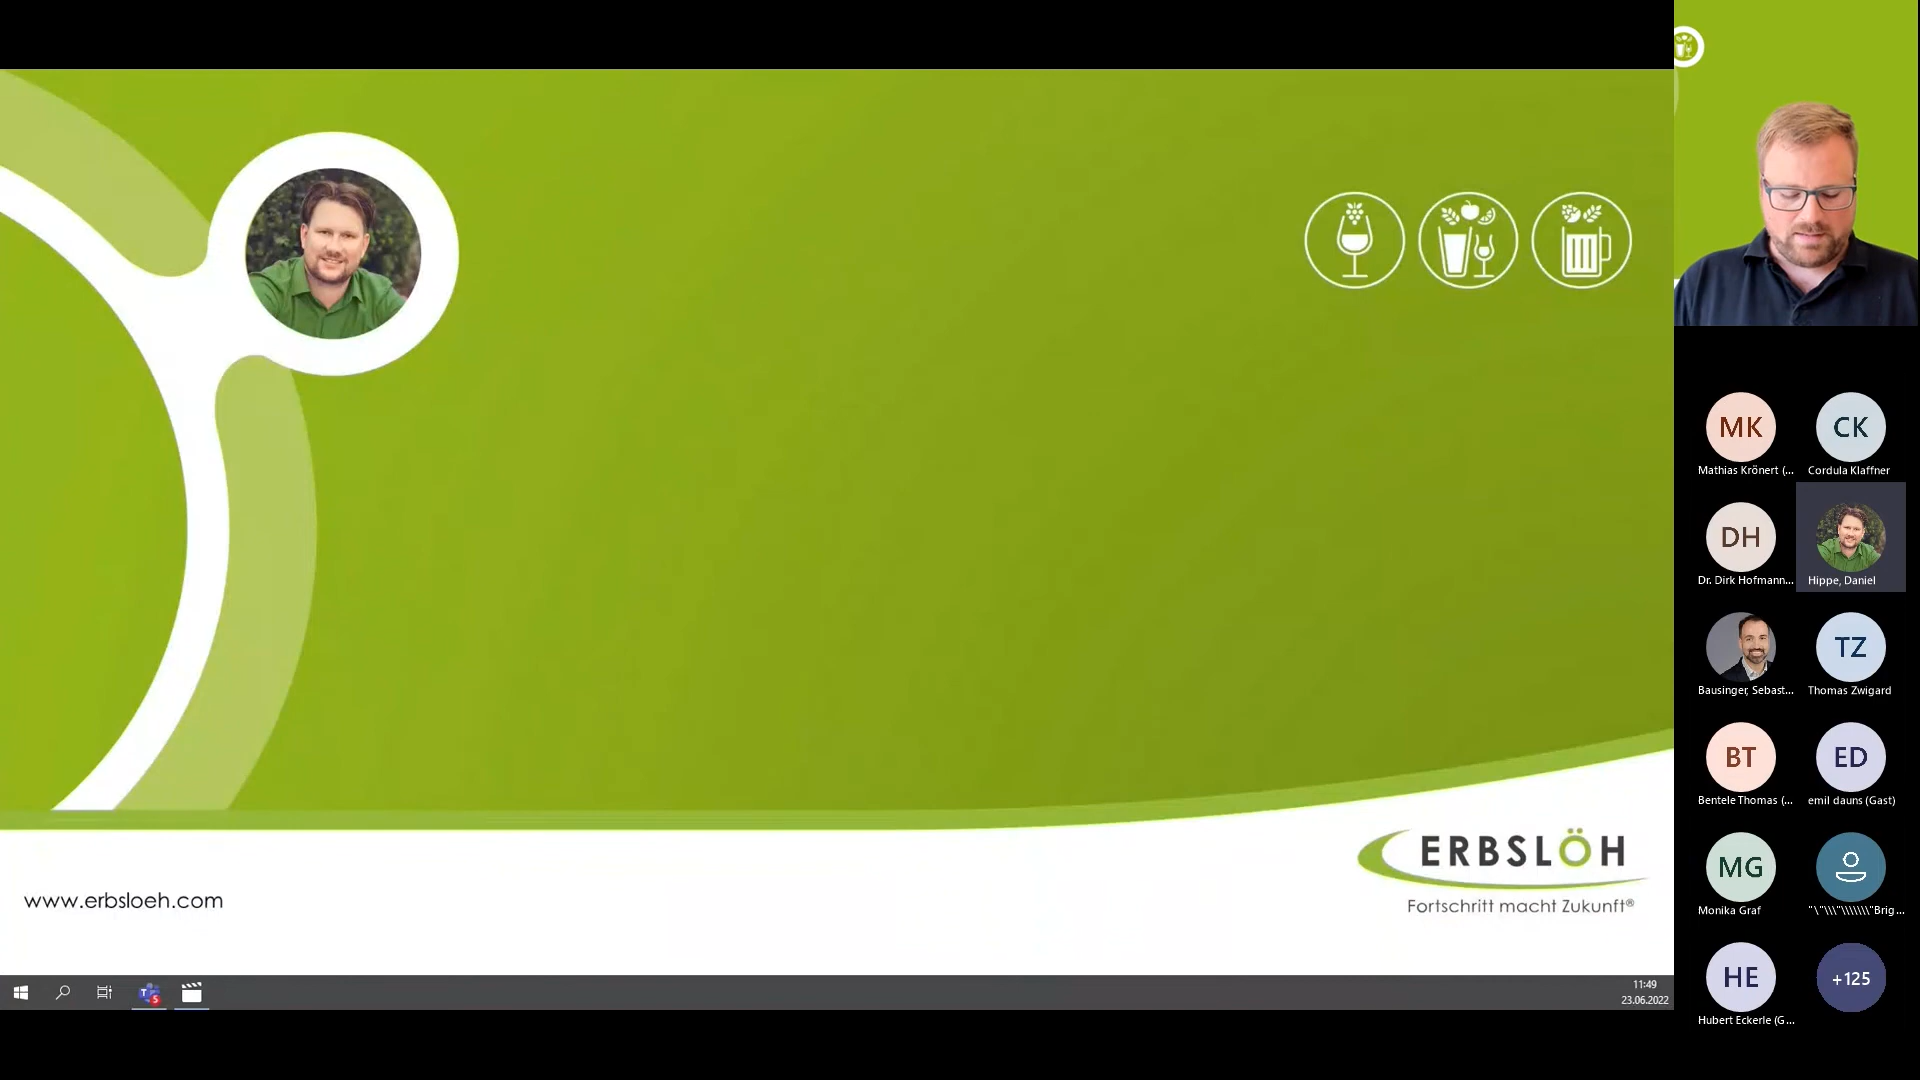 ERBSLÖH
Fortschritt macht Zukunft®
www.erbsloeh.com
11:49
23.06.2022
MK
Mathias Krönert (...
CK
Cordula Klaffner
DH
Dr. Dirk Hofmann...
Hippe, Daniel
Bausinger, Sebast...
TZ
Thomas Zwigard
BT
Bentele Thomas (...
ED
emil dauns (Gast)
MG
Monika Graf
"\"\\\"\\\\\\\"Brig...
HE
Hubert Eckerle (G...
+125